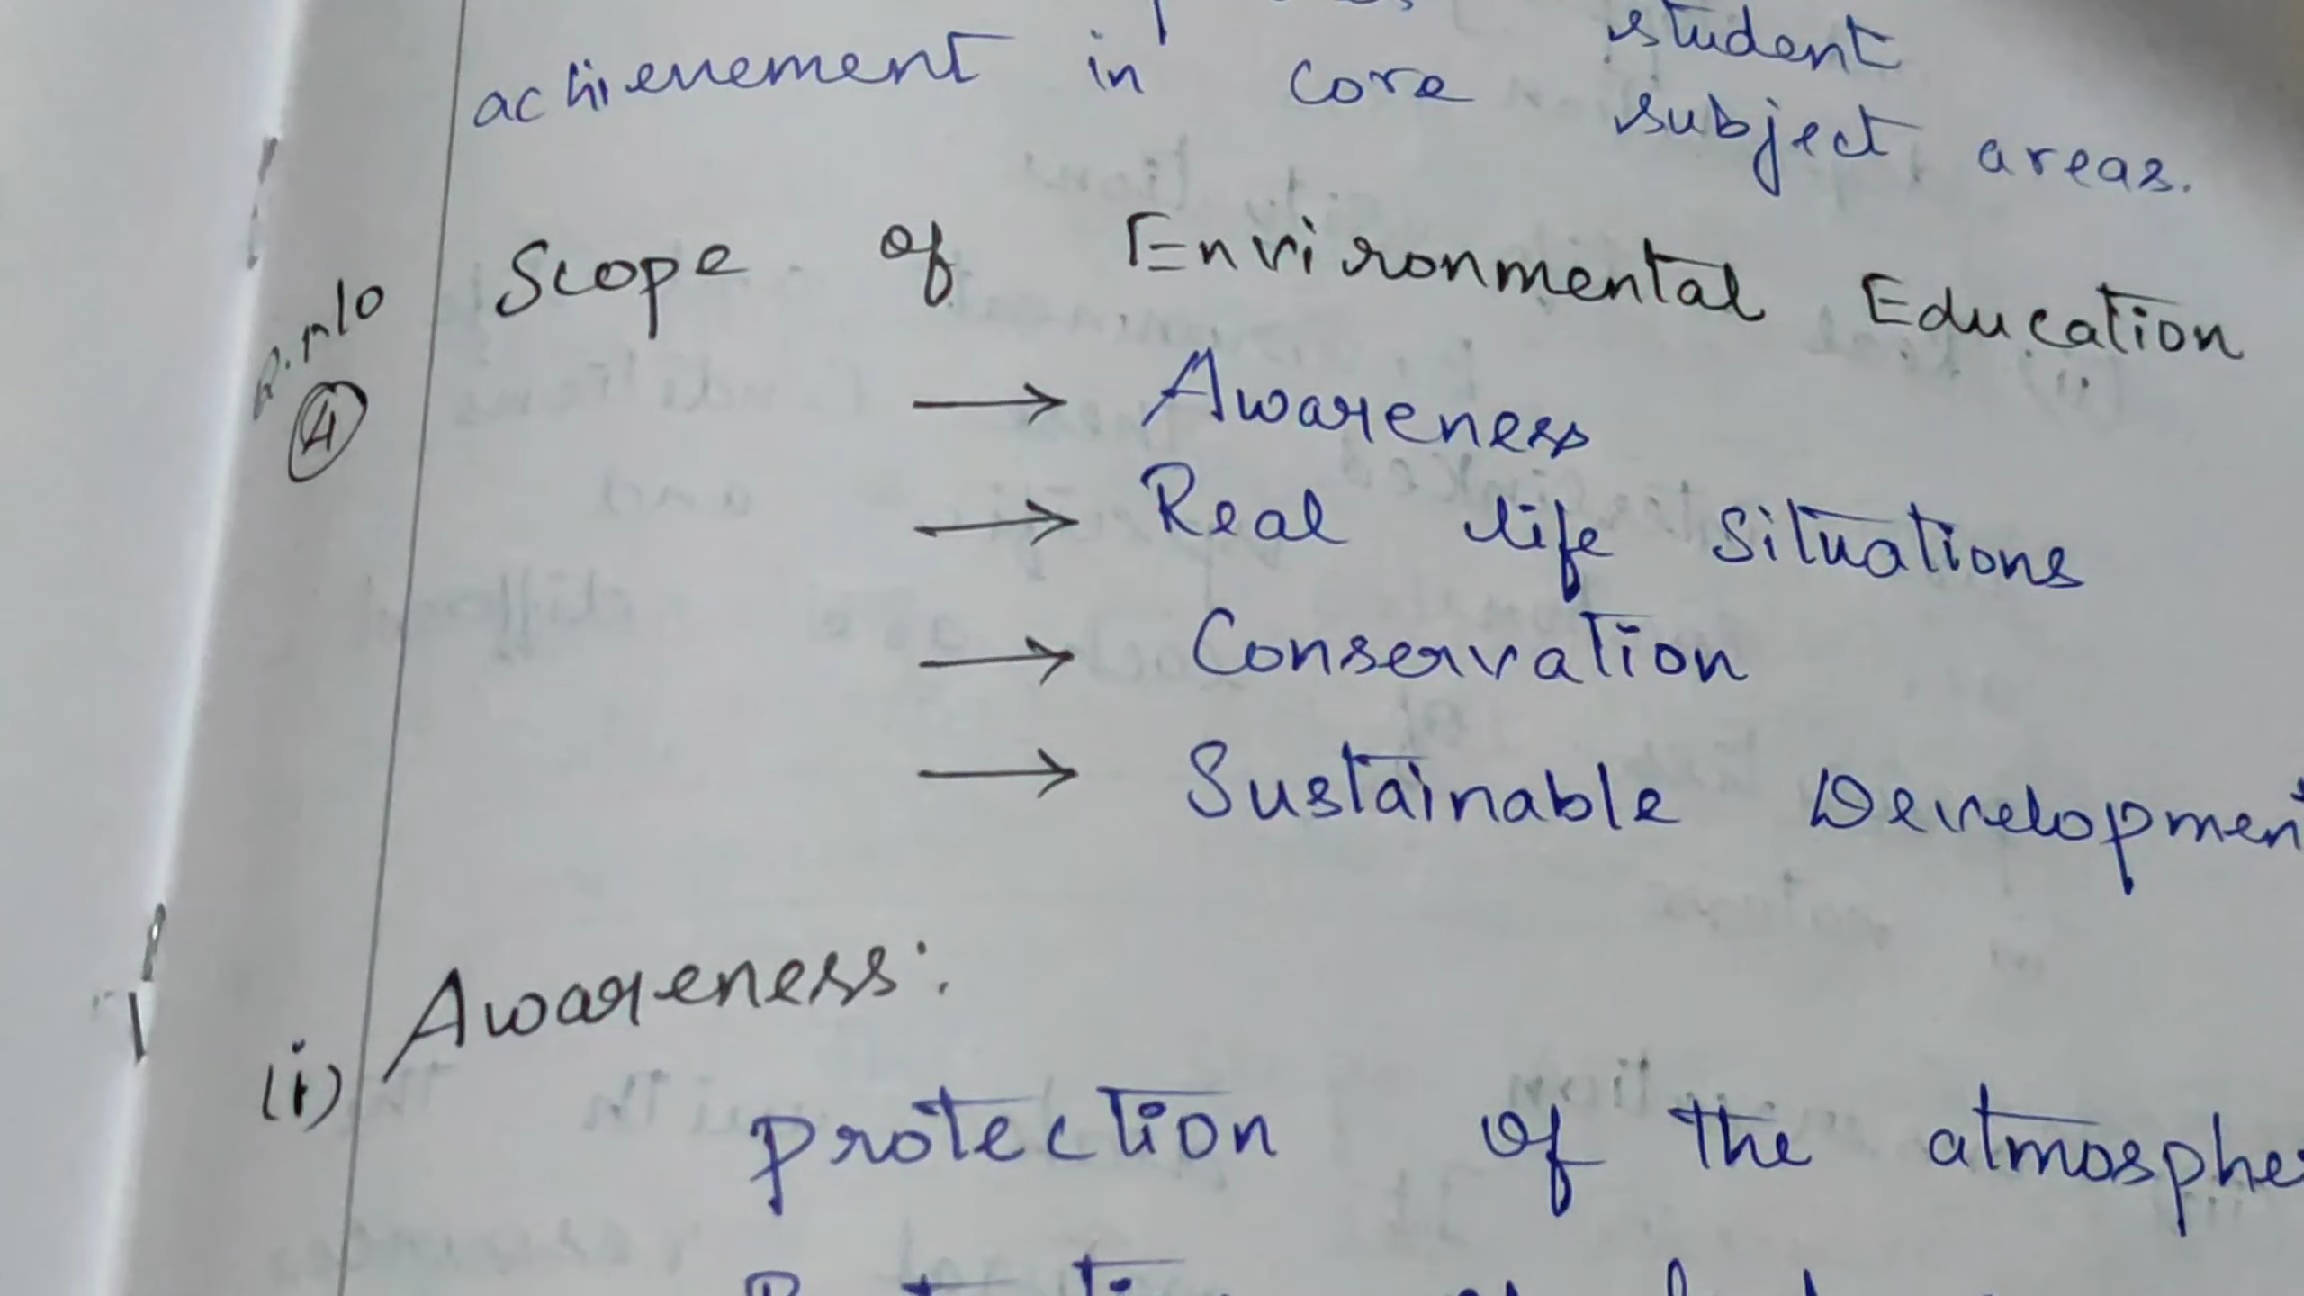 student
achievement in core subject areas.
Scope of Environmental Education
→ Awareness
→ Real life situations
→ Conservation
→ Sustainable Developmen
(i) Awareness:
protection of the atmosphe